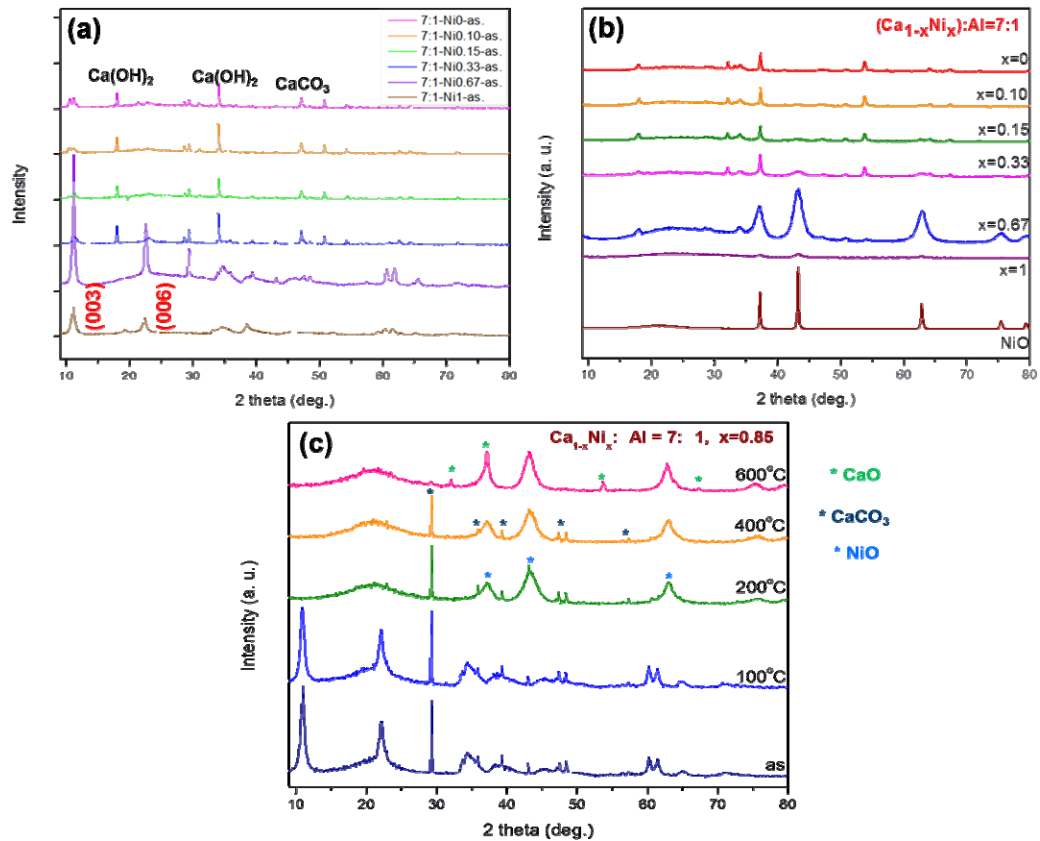 (a)
7:1-Ni0-as.
7:1-Ni0.10-as.
7:1-Ni0.15-as.
7:1-Ni0.33-as.
7:1-Ni0.67-as.
7:1-Ni1-as.
Ca(OH)2 Ca(OH)2 CaCO3
Intensity
(003) (006)
10 20 30 40 50 60 70 80
2 theta (deg.)
(b)
(Ca1-xNix):Al=7:1
x=0
x=0.10
x=0.15
x=0.33
x=0.67
x=1
NiO
Intensity (a. u.)
10 20 30 40 50 60 70 80
2 theta (deg.)
(c)
Ca1-xNix: Al = 7: 1, x=0.85
600°C
400°C
200°C
100°C
as
* CaO
* CaCO3
* NiO
Intensity (a. u.)
10 20 30 40 50 60 70 80
2 theta (deg.)